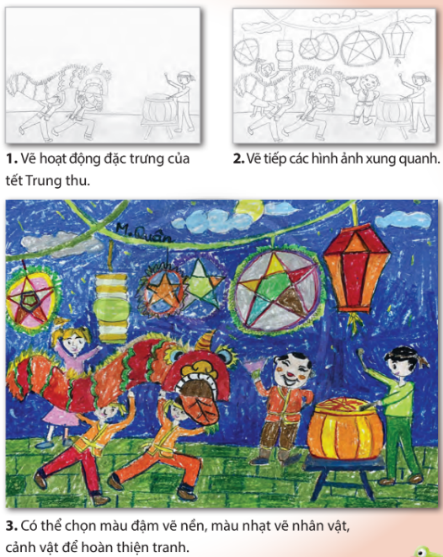 1. Vẽ hoạt động đặc trưng của
tết Trung thu.
2. Vẽ tiếp các hình ảnh xung quanh.
M.Quân
3. Có thể chọn màu đậm vẽ nền, màu nhạt vẽ nhân vật,
cảnh vật để hoàn thiện tranh.